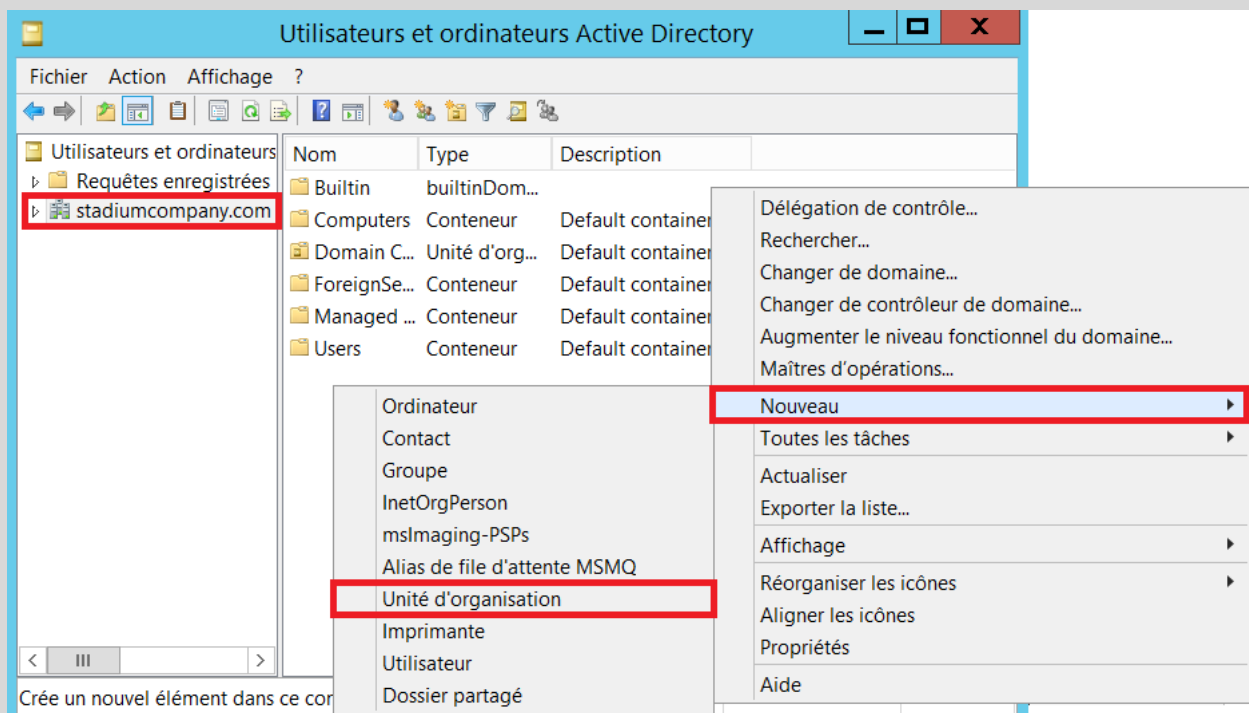 Utilisateurs et ordinateurs Active Directory
Fichier Action Affichage ?
Utilisateurs et ordinateurs
Requêtes enregistrées
stadiumcompany.com
Nom Type Description
Builtin builtinDom...
Computers Conteneur Default container
Domain C... Unité d'org... Default container
ForeignSe... Conteneur Default container
Managed ... Conteneur Default container
Users Conteneur Default container
Délégation de contrôle...
Rechercher...
Changer de domaine...
Changer de contrôleur de domaine...
Augmenter le niveau fonctionnel du domaine...
Maîtres d'opérations...
Nouveau
Toutes les tâches
Actualiser
Exporter la liste...
Affichage
Réorganiser les icônes
Aligner les icônes
Propriétés
Aide
Ordinateur
Contact
Groupe
InetOrgPerson
msImaging-PSPs
Alias de file d'attente MSMQ
Unité d'organisation
Imprimante
Utilisateur
Dossier partagé
Crée un nouvel élément dans ce cor